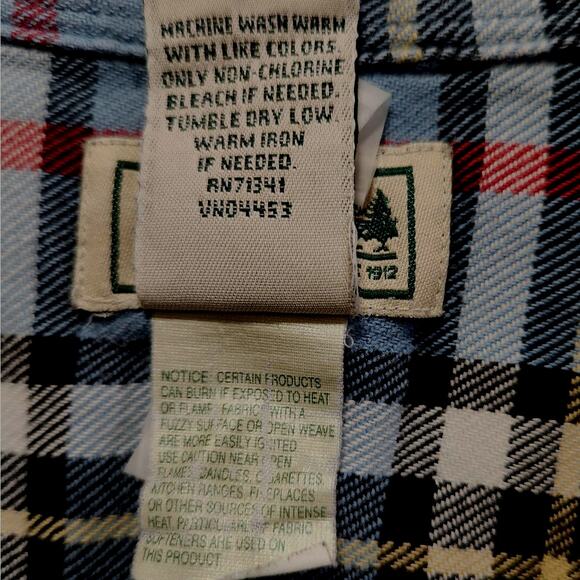 MACHINE WASH WARM
WITH LIKE COLORS.
ONLY NON-CHLORINE
BLEACH IF NEEDED.
TUMBLE DRY LOW.
WARM IRON
IF NEEDED.
RN71341
VN04453
1912
NOTICE: CERTAIN PRODUCTS
CAN BURN IF EXPOSED TO HEAT
OR FLAME. FABRIC WITH A
FUZZY SURFACE OR OPEN WEAVE
ARE MORE EASILY IGNITED
USE CAUTION NEAR OPEN
FLAMES, CANDLES, CIGARETTES,
KITCHEN RANGES, FIREPLACES
OR OTHER SOURCES OF INTENSE
HEAT, PARTICULARLY IF FABRIC
SOFTENERS ARE USED ON
THIS PRODUCT.